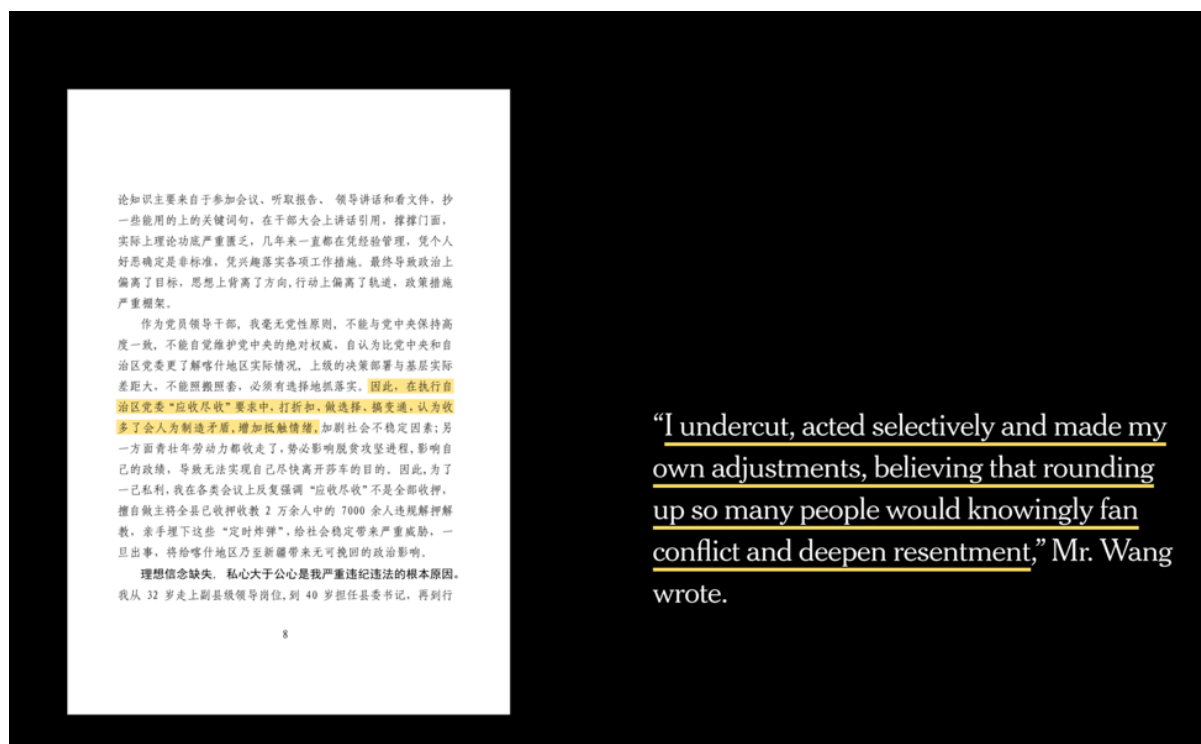 论知识主要来自于参加会议、听取报告、 领导讲话和看文件，抄
一些能用的上的关键词句，在干部大会上讲话引用，撑撑门面，
实际上理论功底严重匮乏，几年来一直都在凭经验管理，凭个人
好恶确定是非标准，凭兴趣落实各项工作措施。最终导致政治上
偏离了目标，思想上背离了方向,行动上偏离了轨道，政策措施
严重棚架。
作为党员领导干部，我毫无党性原则，不能与党中央保持高
度一致，不能自觉维护党中央的绝对权威，自认为比党中央和自
治区党委更了解喀什地区实际情况，上级的决策部署与基层实际
差距大，不能照搬照套，必须有选择地抓落实。因此，在执行自
治区党委“应收尽收”要求中，打折扣、做选择、搞变通，认为收
多了会人为制造矛盾,增加抵触情绪,加剧社会不稳定因素;另
一方面青壮年劳动力都收走了,势必影响脱贫攻坚进程,影响自
己的政绩，导致无法实现自己尽快离开莎车的目的。因此,为了
一己私利,我在各类会议上反复强调 “应收尽收”不是全部收押，
擅自做主将全县已收押收教 2 万余人中的 7000 余人违规解押解
教，亲手埋下这些 “定时炸弹”,给社会稳定带来严重威胁，一
旦出事，将给喀什地区乃至新疆带来无可挽回的政治影响。
理想信念缺失，私心大于公心是我严重违纪违法的根本原因。
我从 32 岁走上副县级领导岗位,到 40 岁担任县委书记，再到行
8
“I undercut, acted selectively and made my
own adjustments, believing that rounding
up so many people would knowingly fan
conflict and deepen resentment,” Mr. Wang
wrote.